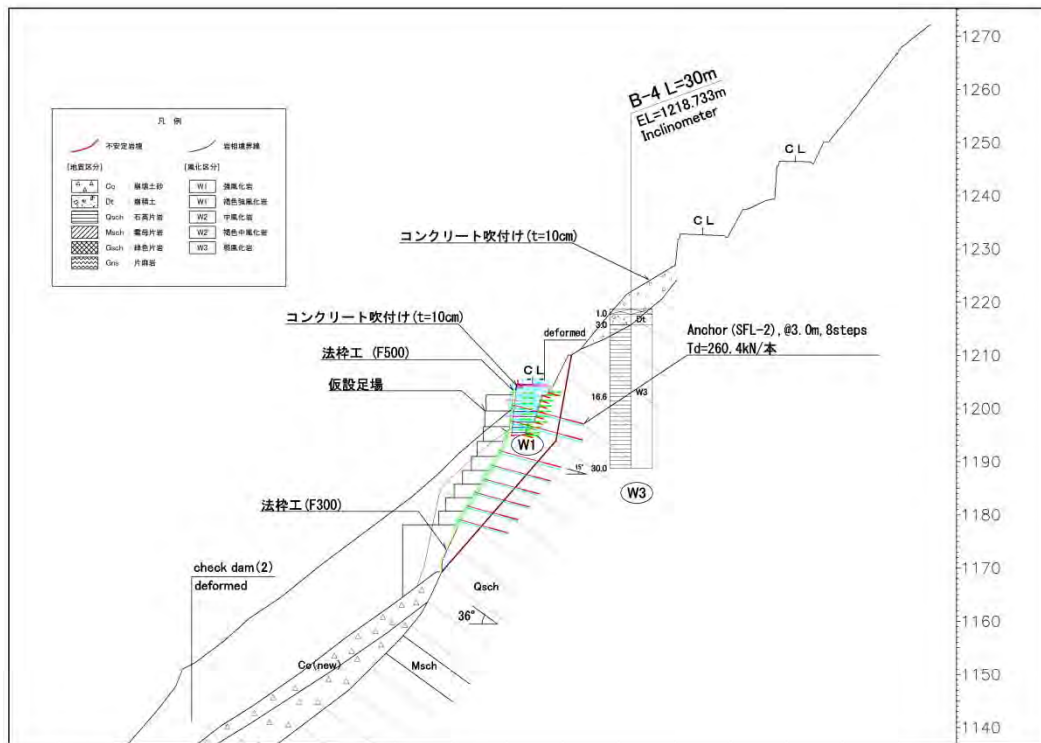 凡 例
不安定岩塊
岩相境界線
[地質区分]
[風化区分]
Co 崩壊土砂
Dt 崩積土
Qsch 石英片岩
Msch 雲母片岩
Gsch 緑色片岩
Gns 片麻岩
W1 強風化岩
W1 褐色強風化岩
W2 中風化岩
W2 褐色中風化岩
W3 弱風化岩
B-4 L=30m
EL=1218.733m
Inclinometer
CL
CL
コンクリート吹付け(t=10cm)
コンクリート吹付け(t=10cm)
deformed
法枠工 (F500)
CL
仮設足場
Anchor(SFL-2),@3.0m,8steps
Td=260.4kN/本
1.0
3.0
Dt
16.6
W3
30.0
W1
15°
W3
法枠工(F300)
check dam(2)
deformed
Qsch
36°
Co(new)
Msch
1270
1260
1250
1240
1230
1220
1210
1200
1190
1180
1170
1160
1150
1140